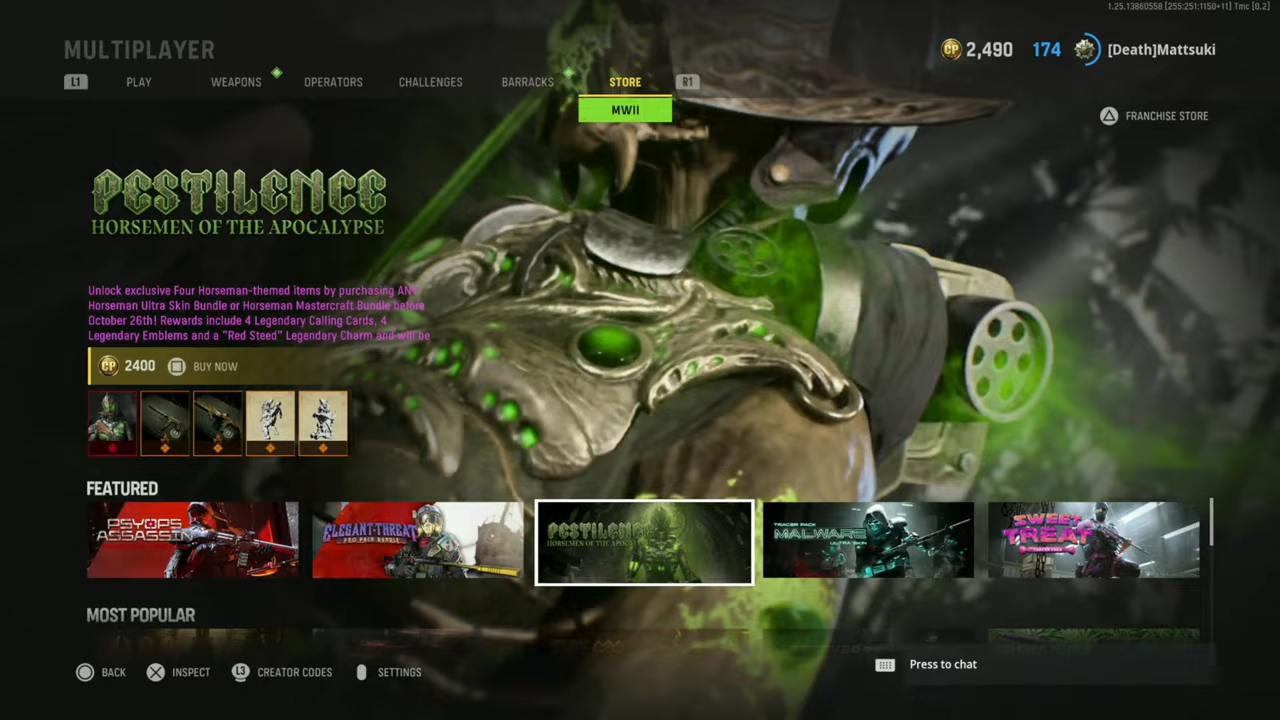 1.25.13860558 [255:251:1150+11] Tmc [0.2]
MULTIPLAYER
CP 2,490 174 [Death]Mattsuki
L1 PLAY WEAPONS OPERATORS CHALLENGES BARRACKS STORE R1
MWII
FRANCHISE STORE
PESTILENCE
HORSEMEN OF THE APOCALYPSE
Unlock exclusive Four Horseman-themed items by purchasing ANY
Horseman Ultra Skin Bundle or Horseman Mastercraft Bundle before
October 26th! Rewards include 4 Legendary Calling Cards, 4
Legendary Emblems and a "Red Steed" Legendary Charm and will be
CP 2400 BUY NOW
FEATURED
PSYOPS
ASSASSIN
ELEGANT THREAT
PRO PACK BUNDLE
PESTILENCE
HORSEMEN OF THE APOCALYPSE
TRACER PACK
MALWARE
ULTRA SKIN
SWEET
TREAT
TRACER PACK
MOST POPULAR
BACK INSPECT L3 CREATOR CODES SETTINGS
Press to chat